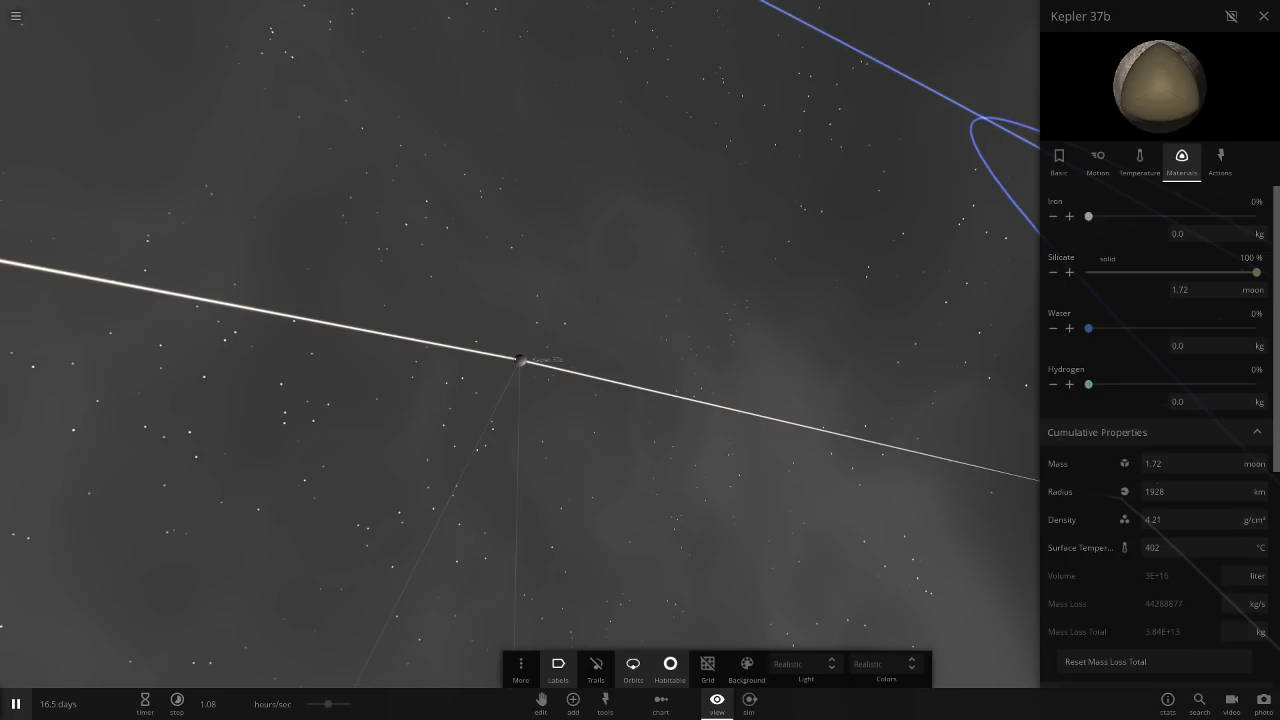 Kepler 37b
Basic
Motion
Temperature
Materials
Actions
Iron
0%
0.0
kg
Silicate
solid
100 %
1.72
moon
Water
0%
0.0
kg
Hydrogen
0%
0.0
kg
Cumulative Properties
Mass
1.72
moon
Radius
1928
km
Density
4.21
g/cm³
Surface Temper...
402
°C
Volume
3E+16
liter
Mass Loss
44288877
kg/s
Mass Loss Total
3.84E+13
kg
Reset Mass Loss Total
Kepler 37b
More
Labels
Trails
Orbits
Habitable
Grid
Background
Realistic
Light
Realistic
Colors
16.5 days
timer
step
1.08
hours/sec
edit
add
tools
chart
view
sim
stats
search
video
photo